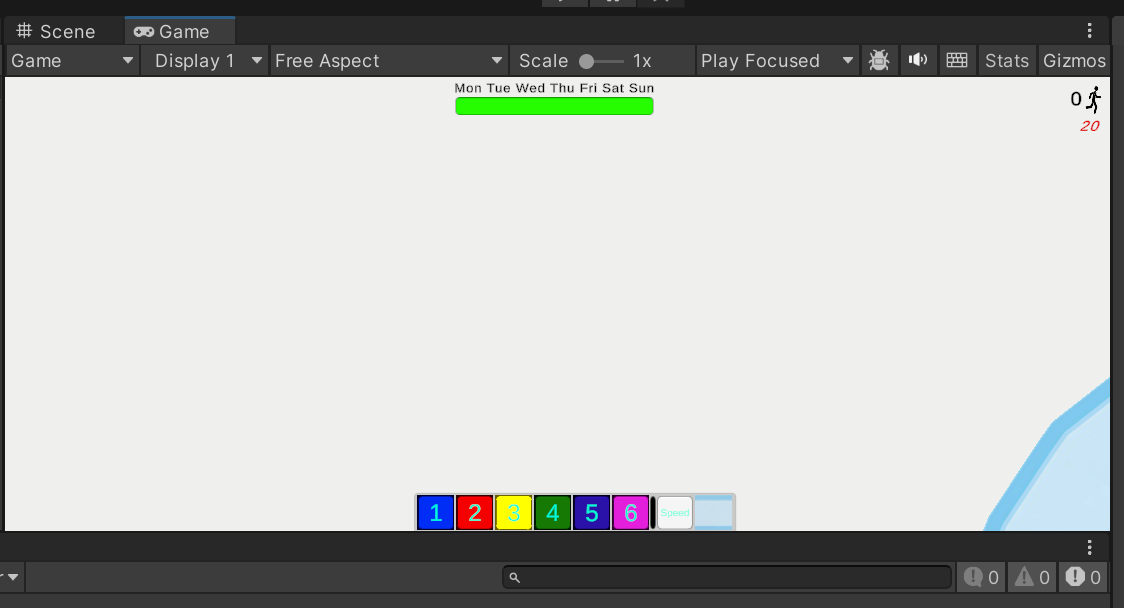 Scene Game
Game Display 1 Free Aspect Scale 1x Play Focused Stats Gizmos
Mon Tue Wed Thu Fri Sat Sun
0
20
1 2 3 4 5 6 Speed
0 0 0